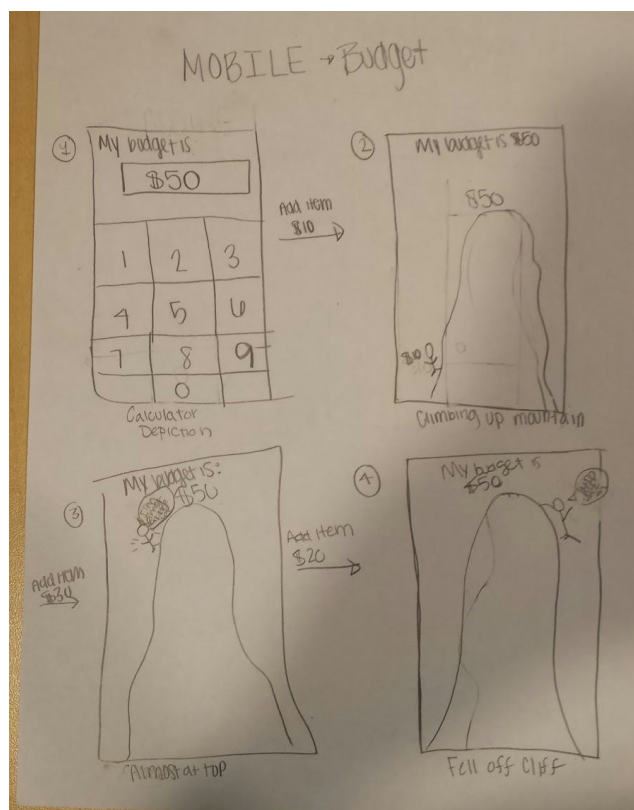 MOBILE → Budget
1
My budget is
$50
1 2 3
4 5 6
7 8 9
0
Calculator
Depiction
Add item
$10
2
My budget is $50
$50
$10
Climbing up mountain
Add item
$34
3
My budget is:
$50
Almost at top
Add item
$20
4
My budget is
$50
Fell off Cliff